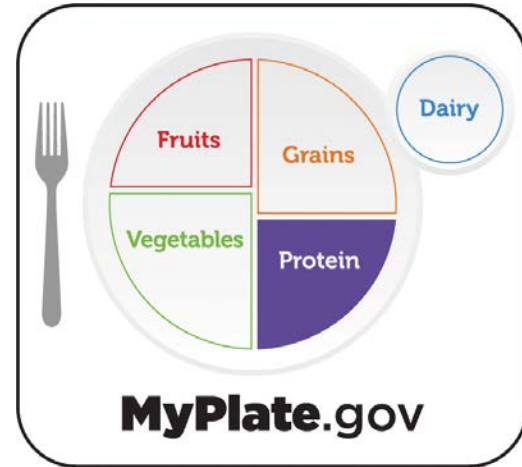 Fruits
Grains
Dairy
Vegetables
Protein
MyPlate.gov